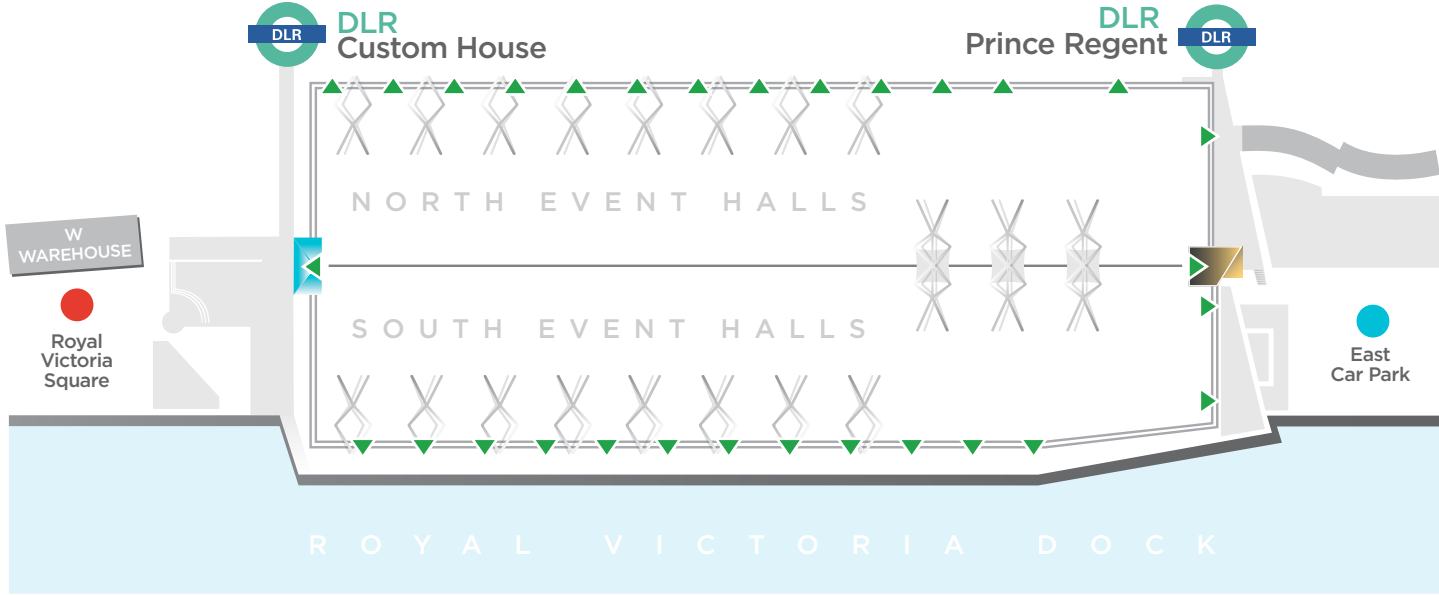 DLR
DLR
Custom House
DLR
Prince Regent
DLR
NORTH EVENT HALLS
W
WAREHOUSE
SOUTH EVENT HALLS
Royal
Victoria
Square
East
Car Park
ROYAL VICTORIA DOCK